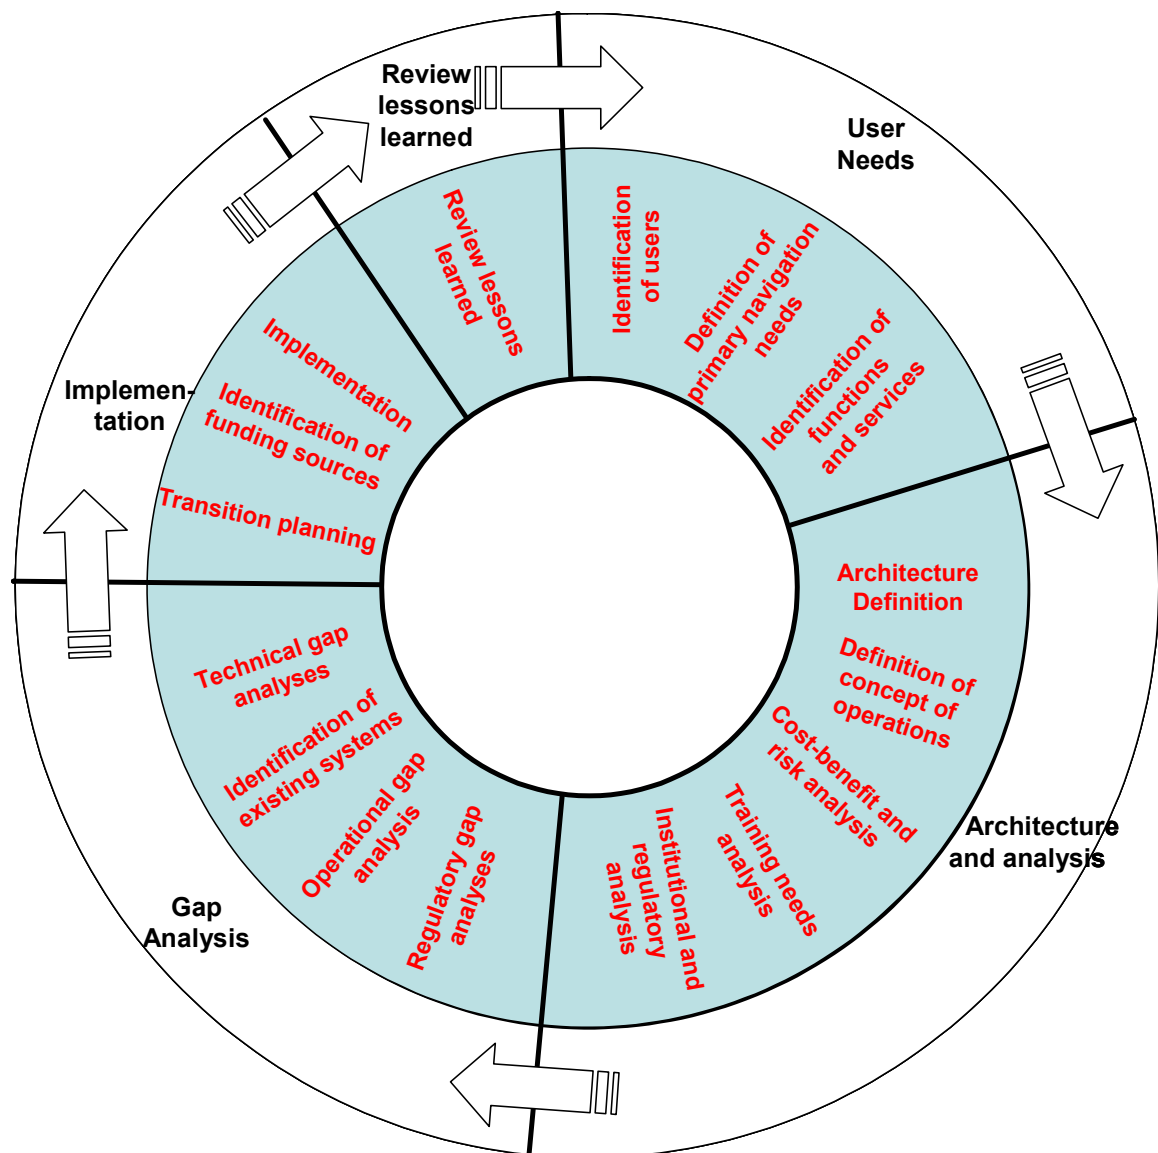 Review
lessons
learned
User
Needs
Architecture
and analysis
Gap
Analysis
Implemen-
tation
Identification
of users
Definition of
primary navigation
needs
Identification of
functions
and services
Architecture
Definition
Definition of
concept of
operations
Cost-benefit and
risk analysis
Training needs
analysis
Institutional and
regulatory
analysis
Regulatory gap
analyses
Operational gap
analysis
Identification of
existing systems
Technical gap
analyses
Transition planning
Identification of
funding sources
Implementation
Review lessons
learned